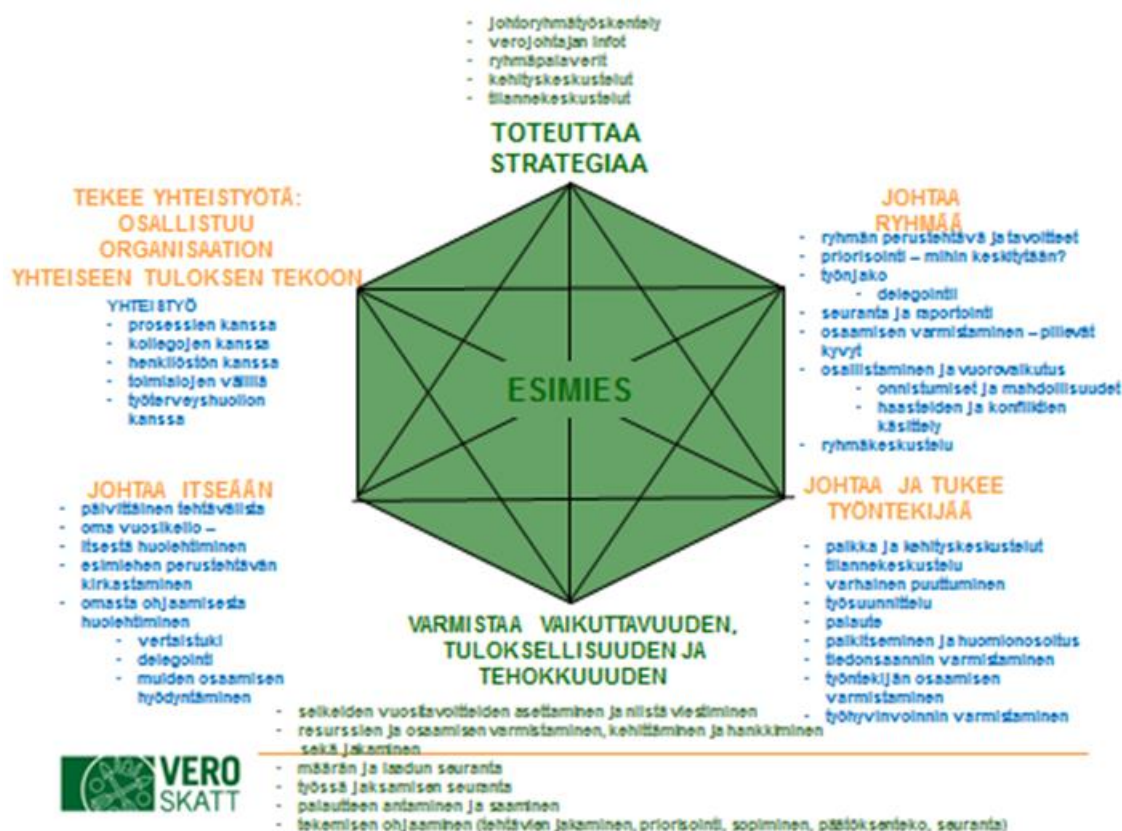 - johtoryhmätyöskentely
- verojohtajan infot
- ryhmäpalaverit
- kehityskeskustelut
- tilannekeskustelut
TOTEUTTAA
STRATEGIAA
TEKEE YHTEISTYÖTÄ:
OSALLISTUU
ORGANISAATION
YHTEISEEN TULOKSEN TEKOON
YHTEISTYÖ
- prosessien kanssa
- kollegojen kanssa
- henkilöstön kanssa
- toimialojen välillä
- työterveyshuollon
kanssa
JOHTAA
RYHMÄÄ
- ryhmän perustehtävä ja tavoitteet
- priorisointi – mihin keskitytään?
- työnjako
- delegointi
- seuranta ja raportointi
- osaamisen varmistaminen – piilevät
kyvyt
- osallistaminen ja vuorovaikutus
- onnistumiset ja mahdollisuudet
- haasteiden ja konfliktien
käsittely
- ryhmäkeskustelu
ESIMIES
JOHTAA ITSEÄÄN
- päivittäinen tehtävälista
- oma vuosikello –
- itsestä huolehtiminen
- esimiehen perustehtävän
kirkastaminen
- omasta ohjaamisesta
huolehtiminen
- vertaistuki
- delegointi
- muiden osaamisen
hyödyntäminen
JOHTAA JA TUKEE
TYÖNTEKIJÄÄ
- palkka ja kehityskeskustelut
- tilannekeskustelu
- varhainen puuttuminen
- työsuunnittelu
- palaute
- palkitseminen ja huomionosoitus
- tiedonsaannin varmistaminen
- työntekijän osaamisen
varmistaminen
- työhyvinvoinnin varmistaminen
VARMISTAA VAIKUTTAVUUDEN,
TULOKSELLISUUDEN JA
TEHOKKUUUDEN
- selkeiden vuositavoitteiden asettaminen ja niistä viestiminen
- resurssien ja osaamisen varmistaminen, kehittäminen ja hankkiminen
sekä jakaminen
- määrän ja laadun seuranta
- työssä jaksamisen seuranta
- palautteen antaminen ja saaminen
- tekemisen ohjaaminen (tehtävien jakaminen, priorisointi, sopiminen, päätöksenteko, seuranta)
VERO
SKATT